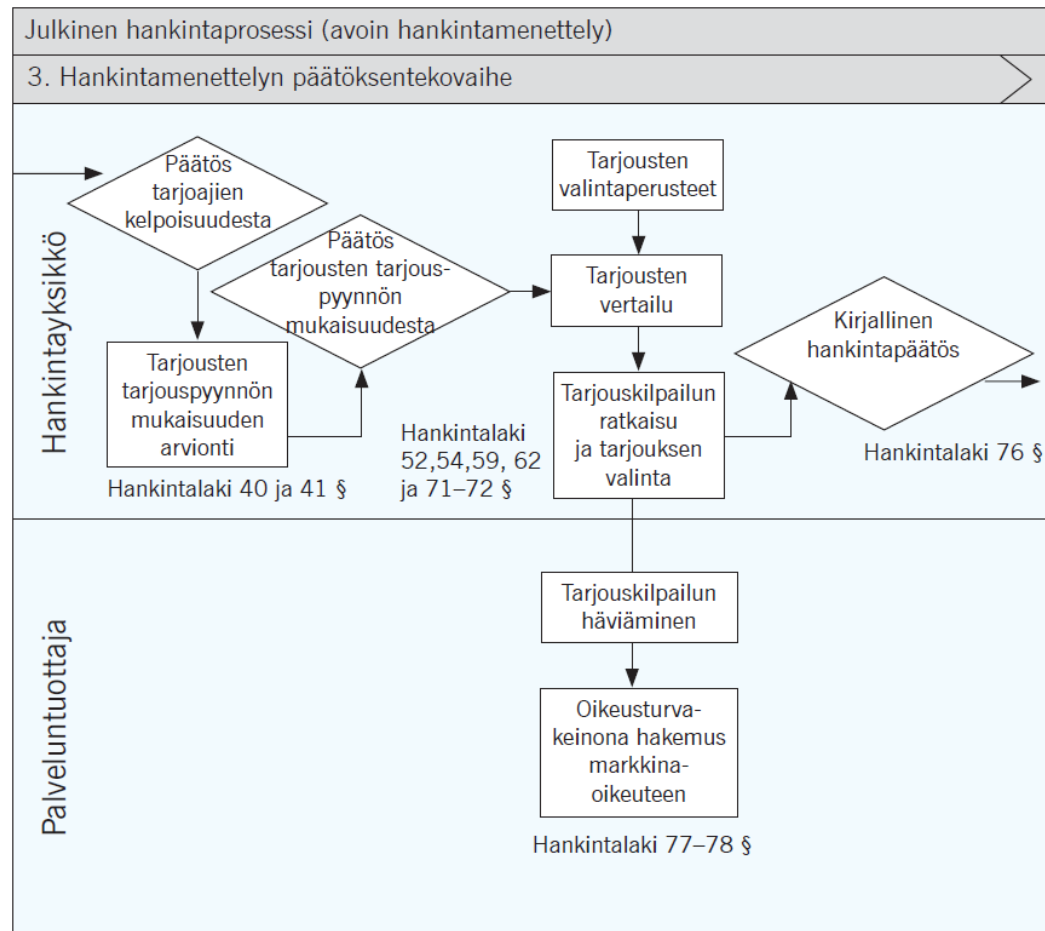 Julkinen hankintaprosessi (avoin hankintamenettely)
3. Hankintamenettelyn päätöksentekovaihe
Hankintayksikkö
Päätös
tarjoajien
kelpoisuudesta
Tarjousten
tarjouspyynnön
mukaisuuden
arvionti
Hankintalaki 40 ja 41 §
Päätös
tarjousten tarjous-
pyynnön
mukaisuudesta
Hankintalaki
52,54,59, 62
ja 71–72 §
Tarjousten
valintaperusteet
Tarjousten
vertailu
Tarjouskilpailun
ratkaisu
ja tarjouksen
valinta
Kirjallinen
hankintapäätös
Hankintalaki 76 §
Palveluntuottaja
Tarjouskilpailun
häviäminen
Oikeusturva-
keinona hakemus
markkina-
oikeuteen
Hankintalaki 77–78 §